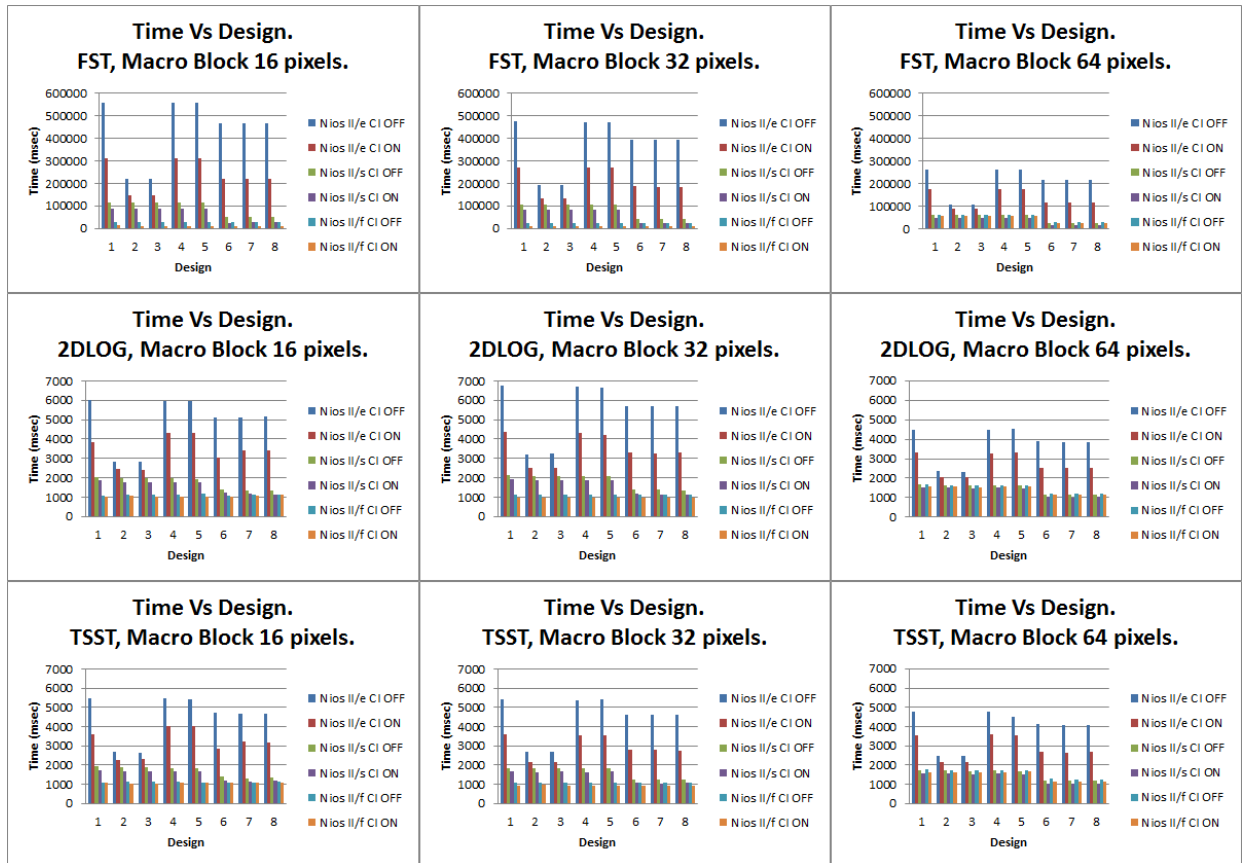 Time Vs Design.
FST, Macro Block 16 pixels.
Time (msec)
600000
500000
400000
300000
200000
100000
0
1 2 3 4 5 6 7 8
Design
Nios II/e CI OFF
Nios II/e CI ON
Nios II/s CI OFF
Nios II/s CI ON
Nios II/f CI OFF
Nios II/f CI ON
Time Vs Design.
FST, Macro Block 32 pixels.
Time (msec)
600000
500000
400000
300000
200000
100000
0
1 2 3 4 5 6 7 8
Design
Nios II/e CI OFF
Nios II/e CI ON
Nios II/s CI OFF
Nios II/s CI ON
Nios II/f CI OFF
Nios II/f CI ON
Time Vs Design.
FST, Macro Block 64 pixels.
Time (msec)
600000
500000
400000
300000
200000
100000
0
1 2 3 4 5 6 7 8
Design
Nios II/e CI OFF
Nios II/e CI ON
Nios II/s CI OFF
Nios II/s CI ON
Nios II/f CI OFF
Nios II/f CI ON
Time Vs Design.
2DLOG, Macro Block 16 pixels.
Time (msec)
7000
6000
5000
4000
3000
2000
1000
0
1 2 3 4 5 6 7 8
Design
Nios II/e CI OFF
Nios II/e CI ON
Nios II/s CI OFF
Nios II/s CI ON
Nios II/f CI OFF
Nios II/f CI ON
Time Vs Design.
2DLOG, Macro Block 32 pixels.
Time (msec)
7000
6000
5000
4000
3000
2000
1000
0
1 2 3 4 5 6 7 8
Design
Nios II/e CI OFF
Nios II/e CI ON
Nios II/s CI OFF
Nios II/s CI ON
Nios II/f CI OFF
Nios II/f CI ON
Time Vs Design.
2DLOG, Macro Block 64 pixels.
Time (msec)
7000
6000
5000
4000
3000
2000
1000
0
1 2 3 4 5 6 7 8
Design
Nios II/e CI OFF
Nios II/e CI ON
Nios II/s CI OFF
Nios II/s CI ON
Nios II/f CI OFF
Nios II/f CI ON
Time Vs Design.
TSST, Macro Block 16 pixels.
Time (msec)
7000
6000
5000
4000
3000
2000
1000
0
1 2 3 4 5 6 7 8
Design
Nios II/e CI OFF
Nios II/e CI ON
Nios II/s CI OFF
Nios II/s CI ON
Nios II/f CI OFF
Nios II/f CI ON
Time Vs Design.
TSST, Macro Block 32 pixels.
Time (msec)
7000
6000
5000
4000
3000
2000
1000
0
1 2 3 4 5 6 7 8
Design
Nios II/e CI OFF
Nios II/e CI ON
Nios II/s CI OFF
Nios II/s CI ON
Nios II/f CI OFF
Nios II/f CI ON
Time Vs Design.
TSST, Macro Block 64 pixels.
Time (msec)
7000
6000
5000
4000
3000
2000
1000
0
1 2 3 4 5 6 7 8
Design
Nios II/e CI OFF
Nios II/e CI ON
Nios II/s CI OFF
Nios II/s CI ON
Nios II/f CI OFF
Nios II/f CI ON